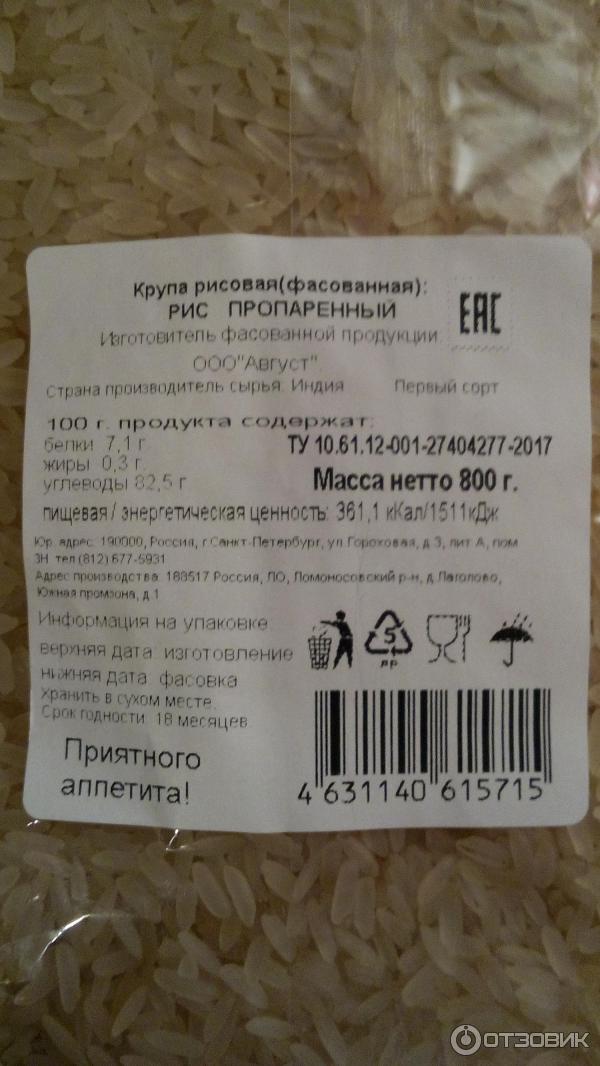 Крупа рисовая(фасованная):
РИС ПРОПАРЕННЫЙ
EAC
Изготовитель фасованной продукции:
ООО"Август".
Страна производитель сырья: Индия Первый сорт
100 г. продукта содержат:
белки 7,1 г.
жиры 0,3 г.
углеводы 82,5 г
ТУ 10.61.12-001-27404277-2017
Масса нетто 800 г.
пищевая / энергетическая ценность: 361,1 кКал/1511кДж
Юр. адрес: 190000, Россия, г.Санкт-Петербург, ул.Гороховая, д.3, лит А, пом
3Н тел.(812) 677-5931
Адрес производства: 188517 Россия, ЛО, Ломоносовский р-н, д.Лаголово,
Южная промзона, д.1
Информация на упаковке
верхняя дата: изготовление
нижняя дата: фасовка
Хранить в сухом месте.
Срок годности: 18 месяцев.
5
ПР
Приятного
аппетита!
4 631140 615715
ОТЗОВИК